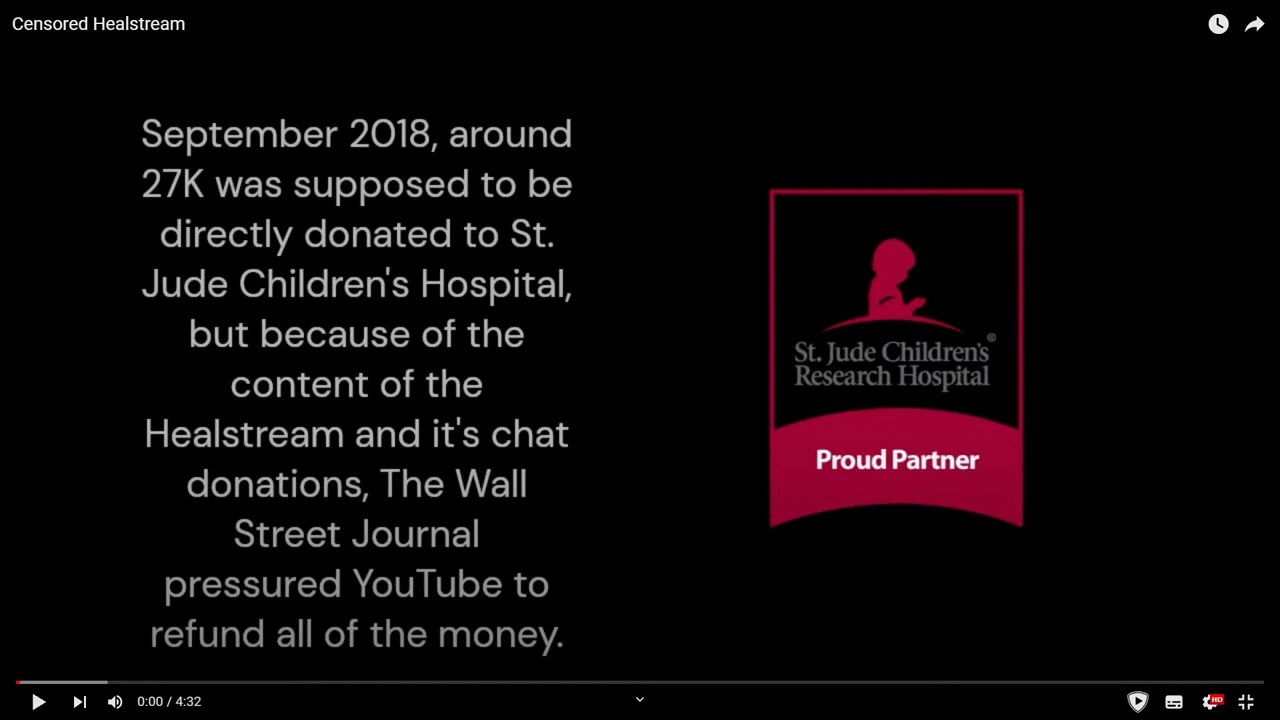 Censored Healstream
September 2018, around
27K was supposed to be
directly donated to St.
Jude Children's Hospital,
but because of the
content of the
Healstream and it's chat
donations, The Wall
Street Journal
pressured YouTube to
refund all of the money.
St. Jude Children's®
Research Hospital
Proud Partner
0:00 / 4:32
HD